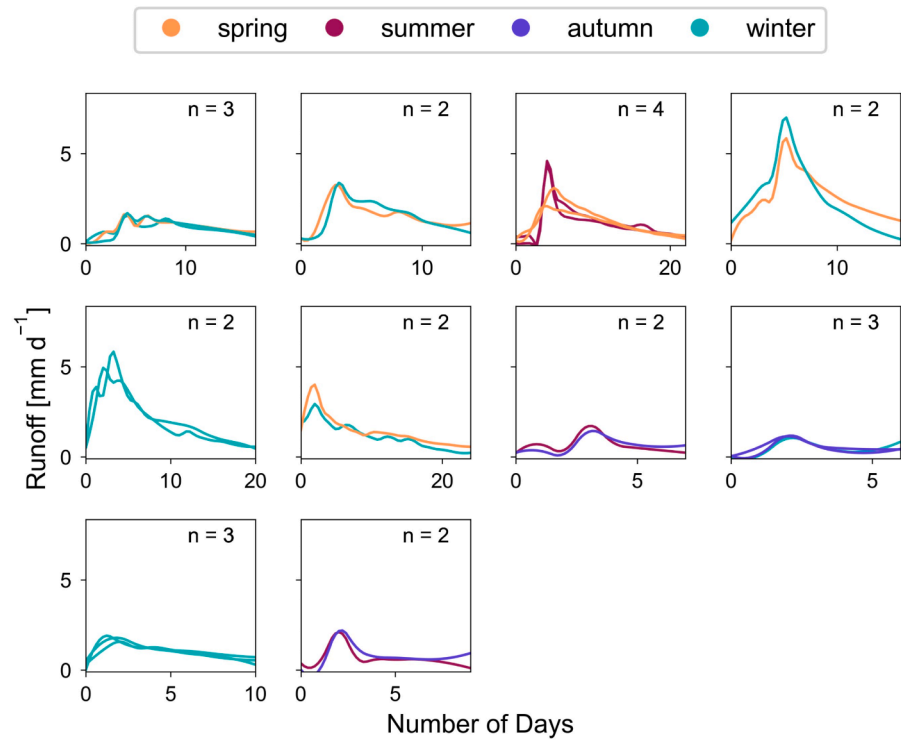 spring summer autumn winter
n = 3 n = 2 n = 4 n = 2
5
0
0 10 0 10 0 20 0 10
n = 2 n = 2 n = 2 n = 3
5
0
0 10 20 0 20 0 5 0 5
n = 3 n = 2
5
0
0 5 10 0 5
Runoff [mm d⁻¹]
Number of Days